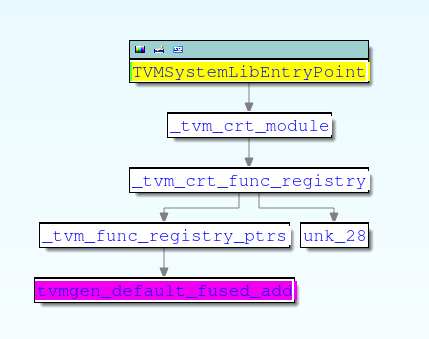 TVMSystemLibEntryPoint
_tvm_crt_module
_tvm_crt_func_registry
_tvm_func_registry_ptrs
unk_28
tvmgen_default_fused_add